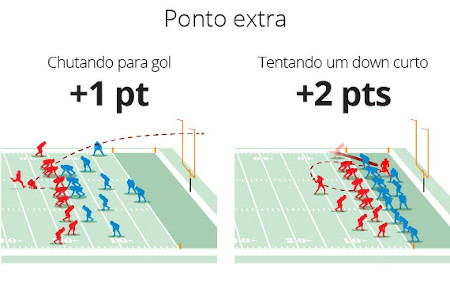 Ponto extra
Chutando para gol
+1 pt
Tentando um down curto
+2 pts